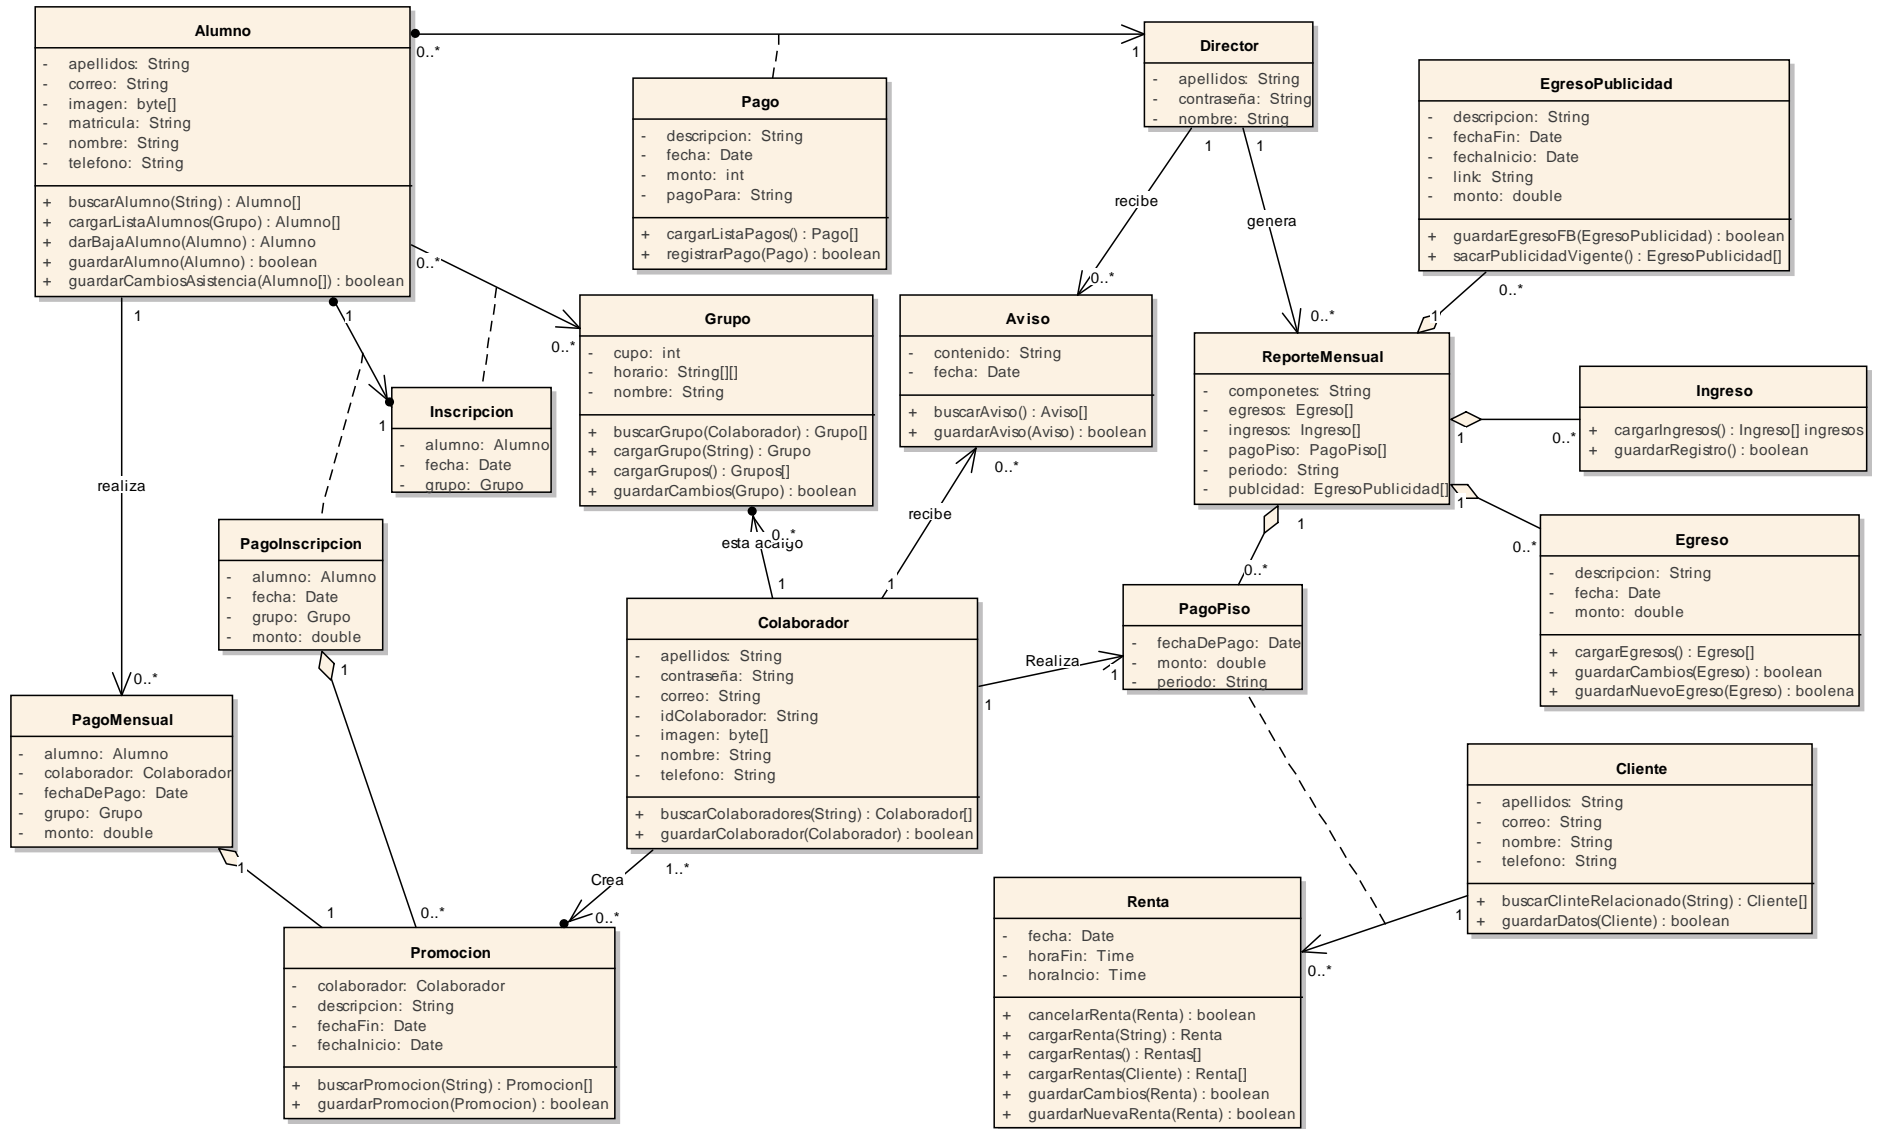 Alumno
- apellidos: String
- correo: String
- imagen: byte[]
- matricula: String
- nombre: String
- telefono: String
+ buscarAlumno(String) : Alumno[]
+ cargarListaAlumnos(Grupo) : Alumno[]
+ darBajaAlumno(Alumno) : Alumno
+ guardarAlumno(Alumno) : boolean
+ guardarCambiosAsistencia(Alumno[]) : boolean
0..*
1
Pago
- descripcion: String
- fecha: Date
- monto: int
- pagoPara: String
+ cargarListaPagos() : Pago[]
+ registrarPago(Pago) : boolean
Director
- apellidos: String
- contraseña: String
- nombre: String
1
1
recibe
genera
0..*
0..*
EgresoPublicidad
- descripcion: String
- fechaFin: Date
- fechaInicio: Date
- link: String
- monto: double
+ guardarEgresoFB(EgresoPublicidad) : boolean
+ sacarPublicidadVigente() : EgresoPublicidad[]
0..*
1
0..*
0..*
Grupo
- cupo: int
- horario: String[][]
- nombre: String
+ buscarGrupo(Colaborador) : Grupo[]
+ cargarGrupo(String) : Grupo
+ cargarGrupos() : Grupos[]
+ guardarCambios(Grupo) : boolean
Aviso
- contenido: String
- fecha: Date
+ buscarAviso() : Aviso[]
+ guardarAviso(Aviso) : boolean
0..*
recibe
1
ReporteMensual
- componetes: String
- egresos: Egreso[]
- ingresos: Ingreso[]
- pagoPiso: PagoPiso[]
- periodo: String
- publcidad: EgresoPublicidad[]
1
0..*
Ingreso
+ cargarIngresos() : Ingreso[] ingresos
+ guardarRegistro() : boolean
1
0..*
Egreso
- descripcion: String
- fecha: Date
- monto: double
+ cargarEgresos() : Egreso[]
+ guardarCambios(Egreso) : boolean
+ guardarNuevoEgreso(Egreso) : boolena
1
0..*
1
1
1
Inscripcion
- alumno: Alumno
- fecha: Date
- grupo: Grupo
realiza
0..*
PagoInscripcion
- alumno: Alumno
- fecha: Date
- grupo: Grupo
- monto: double
1
0..*
0..*
esta acargo
1
Colaborador
- apellidos: String
- contraseña: String
- correo: String
- idColaborador: String
- imagen: byte[]
- nombre: String
- telefono: String
+ buscarColaboradores(String) : Colaborador[]
+ guardarColaborador(Colaborador) : boolean
Realiza
1
1
PagoPiso
- fechaDePago: Date
- monto: double
- periodo: String
PagoMensual
- alumno: Alumno
- colaborador: Colaborador
- fechaDePago: Date
- grupo: Grupo
- monto: double
1
1
1..*
Crea
0..*
Promocion
- colaborador: Colaborador
- descripcion: String
- fechaFin: Date
- fechaInicio: Date
+ buscarPromocion(String) : Promocion[]
+ guardarPromocion(Promocion) : boolean
Cliente
- apellidos: String
- correo: String
- nombre: String
- telefono: String
+ buscarClinteRelacionado(String) : Cliente[]
+ guardarDatos(Cliente) : boolean
1
0..*
Renta
- fecha: Date
- horaFin: Time
- horaIncio: Time
+ cancelarRenta(Renta) : boolean
+ cargarRenta(String) : Renta
+ cargarRentas() : Rentas[]
+ cargarRentas(Cliente) : Renta[]
+ guardarCambios(Renta) : boolean
+ guardarNuevaRenta(Renta) : boolean